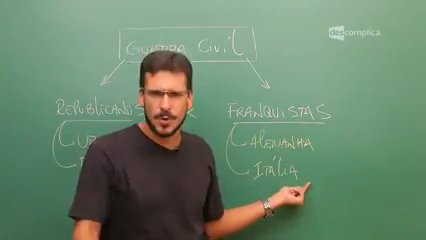 descomplica.
GUERRA CIVIL
REPUBLICANOS X FRANQUISTAS
ALEMANHA
ITÁLIA